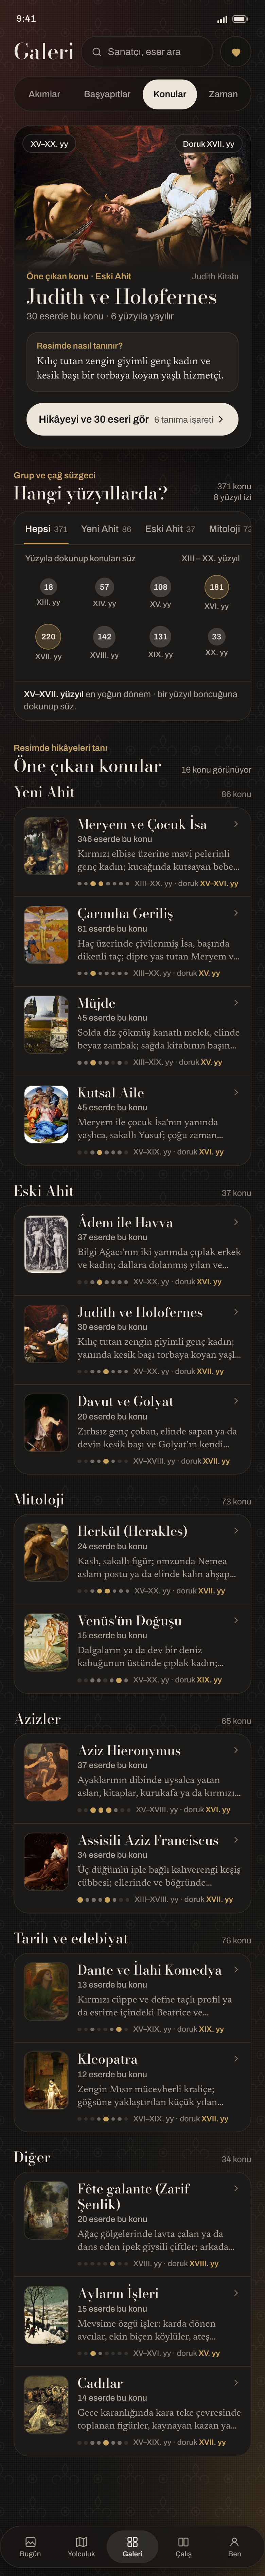 9:41
Galeri
Sanatçı, eser ara
Akımlar
Başyapıtlar
Konular
Zaman
XV–XX. yy
Doruk XVII. yy
Öne çıkan konu · Eski Ahit
Judith Kitabı
Judith ve Holofernes
30 eserde bu konu · 6 yüzyıla yayılır
Resimde nasıl tanınır?
Kılıç tutan zengin giyimli genç kadın ve
kesik başı bir torbaya koyan yaşlı hizmetçi.
Hikâyeyi ve 30 eseri gör
6 tanıma işareti
Grup ve çağ süzgeci
Hangi yüzyıllarda?
371 konu
8 yüzyıl izi
Hepsi 371
Yeni Ahit 86
Eski Ahit 37
Mitoloji 73
Yüzyıla dokununca konuları süz
XIII – XX. yüzyıl
18
57
108
181
XIII. yy
XIV. yy
XV. yy
XVI. yy
220
142
131
33
XVII. yy
XVIII. yy
XIX. yy
XX. yy
XV–XVII. yüzyıl en yoğun dönem · bir yüzyıl boncuğuna
dokunup süz.
Resimde hikâyeleri tanı
Öne çıkan konular
16 konu görünüyor
Yeni Ahit
86 konu
Meryem ve Çocuk İsa
346 eserde bu konu
Kırmızı elbise üzerine mavi pelerinli
genç kadın; kucağında kutsayan bebe...
XIII–XX. yy · doruk XV–XVI. yy
Çarmıha Geriliş
81 eserde bu konu
Haç üzerinde çivilenmiş İsa, başında
dikenli taç; dipte yas tutan Meryem v...
XIII–XX. yy · doruk XV. yy
Müjde
45 eserde bu konu
Solda diz çökmüş kanatlı melek, elinde
beyaz zambak; sağda kitabının başın...
XIII–XIX. yy · doruk XV. yy
Kutsal Aile
45 eserde bu konu
Meryem ile çocuk İsa'nın yanında
yaşlıca, sakallı Yusuf; çoğu zaman...
XV–XIX. yy · doruk XVI. yy
Eski Ahit
37 konu
Âdem ile Havva
37 eserde bu konu
Bilgi Ağacı'nın iki yanında çıplak erkek
ve kadın; dallara dolanmış yılan ve...
XV–XX. yy · doruk XVI. yy
Judith ve Holofernes
30 eserde bu konu
Kılıç tutan zengin giyimli genç kadın;
yanında kesik başı torbaya koyan yaşl...
XV–XX. yy · doruk XVII. yy
Davut ve Golyat
20 eserde bu konu
Zırhsız genç çoban, elinde sapan ya da
devin kesik başı ve Golyat'ın kendi...
XV–XVIII. yy · doruk XVII. yy
Mitoloji
73 konu
Herkül (Herakles)
24 eserde bu konu
Kaslı, sakallı figür; omzunda Nemea
aslanı postu ya da elinde kalın ahşap...
XV–XX. yy · doruk XVII. yy
Venüs'ün Doğuşu
15 eserde bu konu
Dalgaların ya da dev bir deniz
kabuğunun üstünde çıplak kadın;...
XV–XX. yy · doruk XIX. yy
Azizler
65 konu
Aziz Hieronymus
37 eserde bu konu
Ayaklarının dibinde uysalca yatan
aslan, kitaplar, kurukafa ya da kırmızı...
XV–XVIII. yy · doruk XVI. yy
Assisili Aziz Franciscus
34 eserde bu konu
Üç düğümlü iple bağlı kahverengi keşiş
cübbesi; ellerinde ve böğründe...
XIII–XVIII. yy · doruk XVII. yy
Tarih ve edebiyat
76 konu
Dante ve İlahi Komedya
13 eserde bu konu
Kırmızı cüppe ve defne taçlı profil ya
da esrime içindeki Beatrice ve...
XV–XIX. yy · doruk XIX. yy
Kleopatra
12 eserde bu konu
Zengin Mısır mücevherli kraliçe;
göğsüne yaklaştırılan küçük yılan...
XVI–XIX. yy · doruk XVII. yy
Diğer
34 konu
Fête galante (Zarif
Şenlik)
20 eserde bu konu
Ağaç gölgelerinde lavta çalan ya da
dans eden ipek giysili çiftler; arkada...
XVIII. yy · doruk XVIII. yy
Ayların İşleri
15 eserde bu konu
Mevsime özgü işler: karda dönen
avcılar, ekin biçen köylüler, ateş...
XV–XVI. yy · doruk XV. yy
Cadılar
14 eserde bu konu
Gece karanlığında kara teke çevresinde
toplanan figürler, kaynayan kazan ya...
XV–XIX. yy · doruk XVII. yy
Bugün
Yolculuk
Galeri
Çalış
Ben